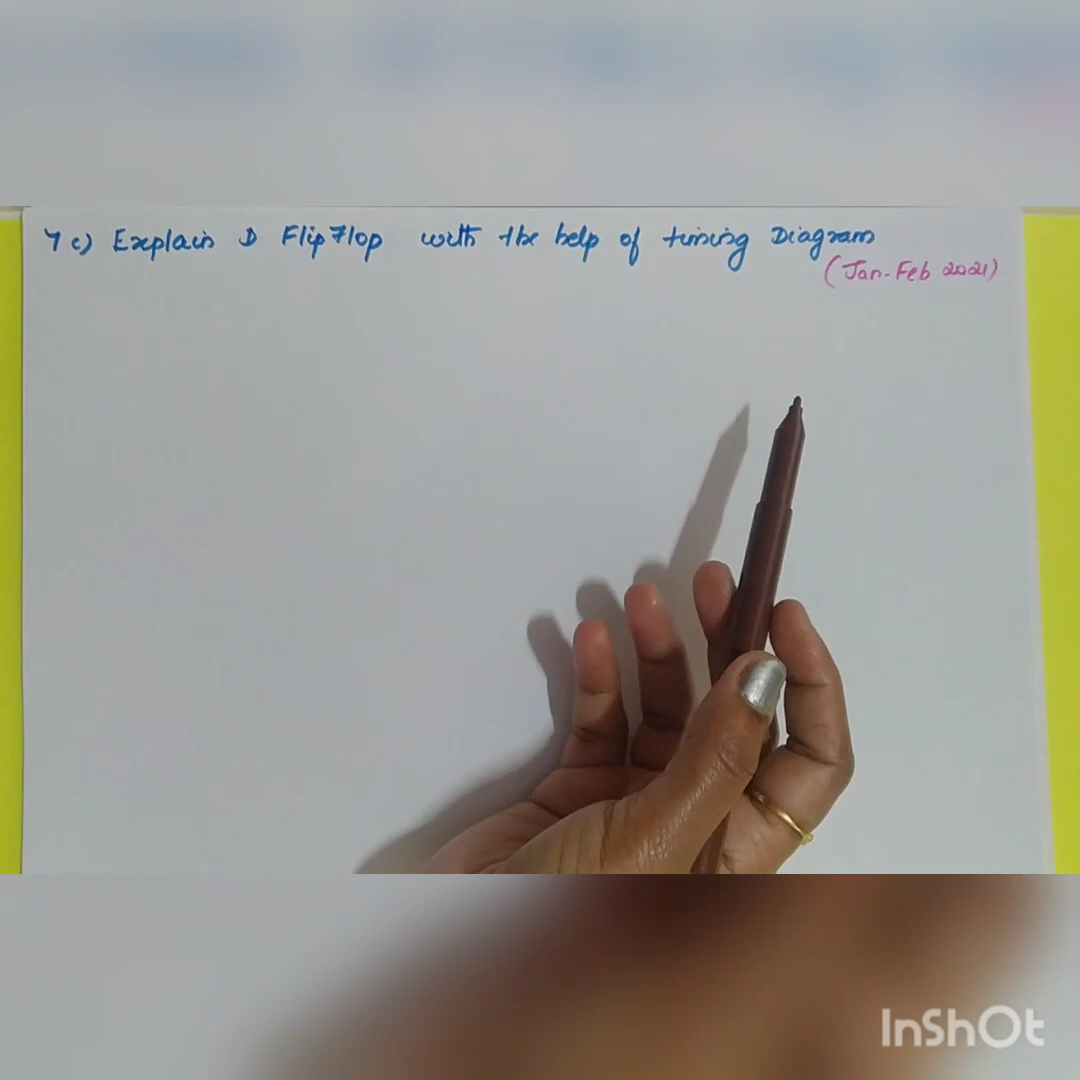 7 c) Explain D FlipFlop with the help of timing Diagram
(Jan-Feb 2021)
InShOt